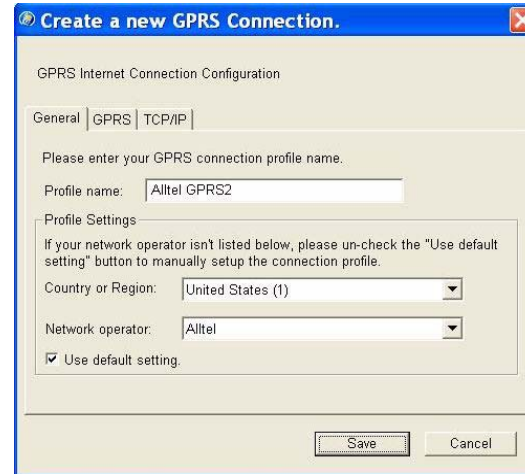 Create a new GPRS Connection.
GPRS Internet Connection Configuration
General GPRS TCP/IP
Please enter your GPRS connection profile name.
Profile name: Alltel GPRS2
Profile Settings
If your network operator isn't listed below, please un-check the "Use default
setting" button to manually setup the connection profile.
Country or Region: United States (1)
Network operator: Alltel
Use default setting.
Save Cancel